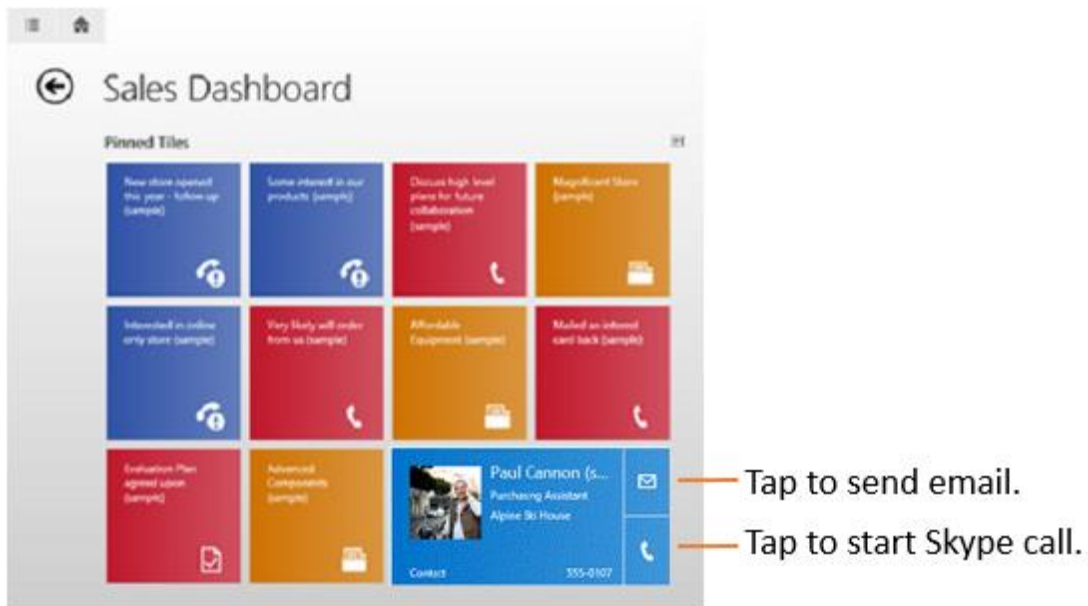 Sales Dashboard
Pinned Tiles
New store opened
this year - follow up
(sample)
Some interest in our
products (sample)
Discuss high level
plans for future
collaboration
(sample)
Magnificent Store
(sample)
Interested in online
only store (sample)
Very likely will order
from us (sample)
Affordable
Equipment (sample)
Mailed an interest
card back (sample)
Evaluation Plan
agreed upon
(sample)
Advanced
Components
(sample)
Paul Cannon (s...
Purchasing Assistant
Alpine Ski House
Contact
555-0107
Tap to send email.
Tap to start Skype call.